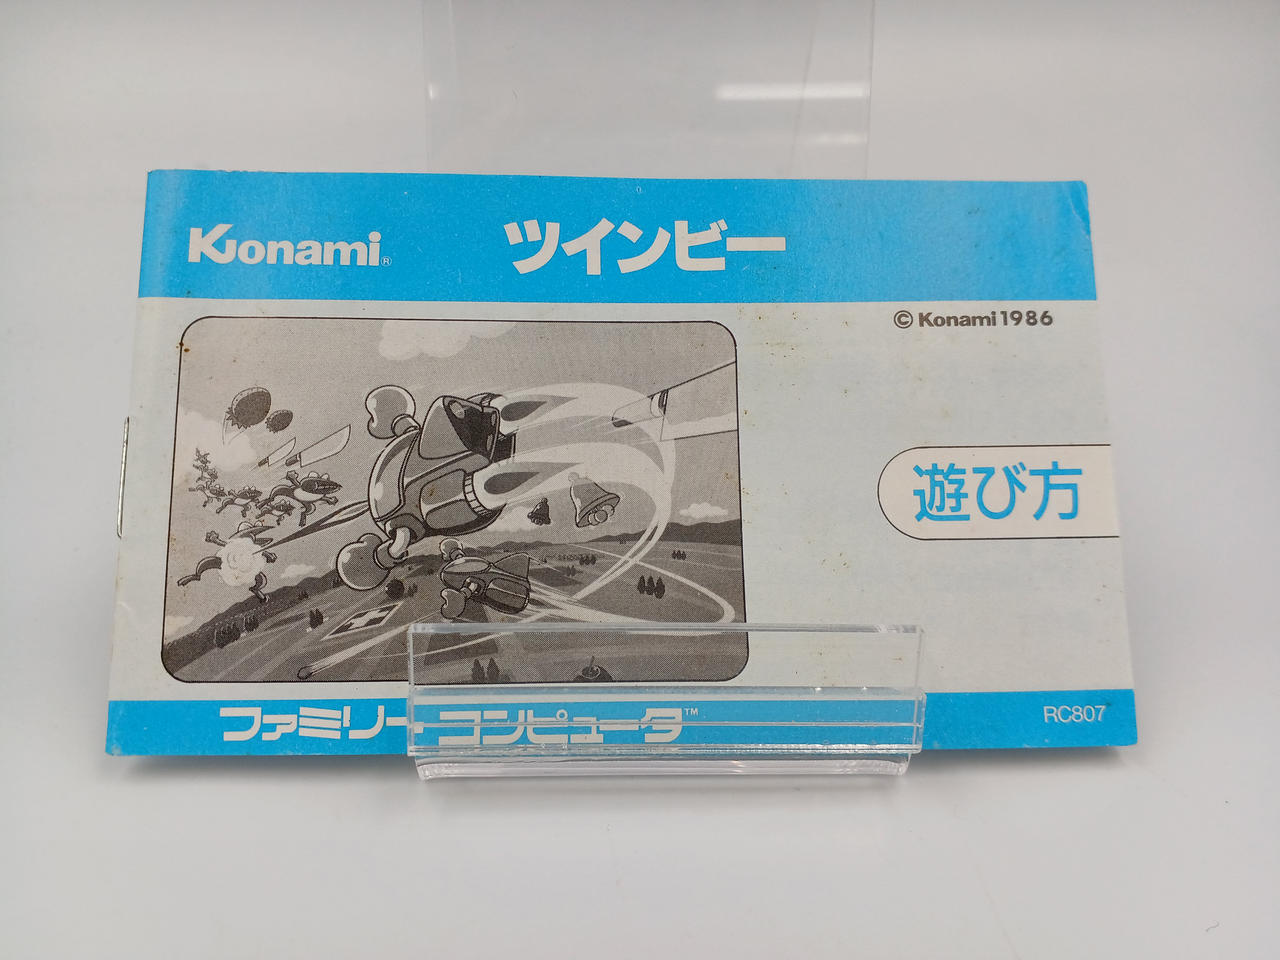 Konami®
ツインビー
© Konami 1986
遊び方
ファミリーコンピュータ™
RC807